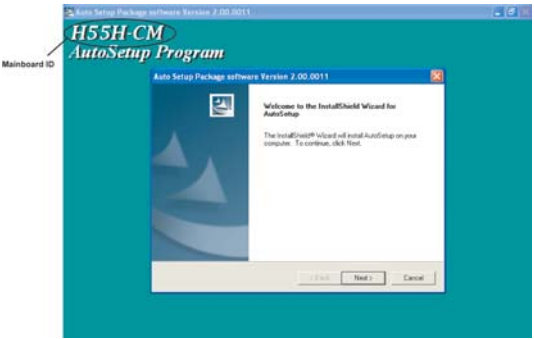 Auto Setup Package software Version 2.00.0011
H55H-CM
AutoSetup Program
Mainboard ID
Auto Setup Package software Version 2.00.0011
Welcome to the InstallShield Wizard for
AutoSetup
The InstallShield® Wizard will install AutoSetup on your
computer. To continue, click Next.
< Back
Next >
Cancel